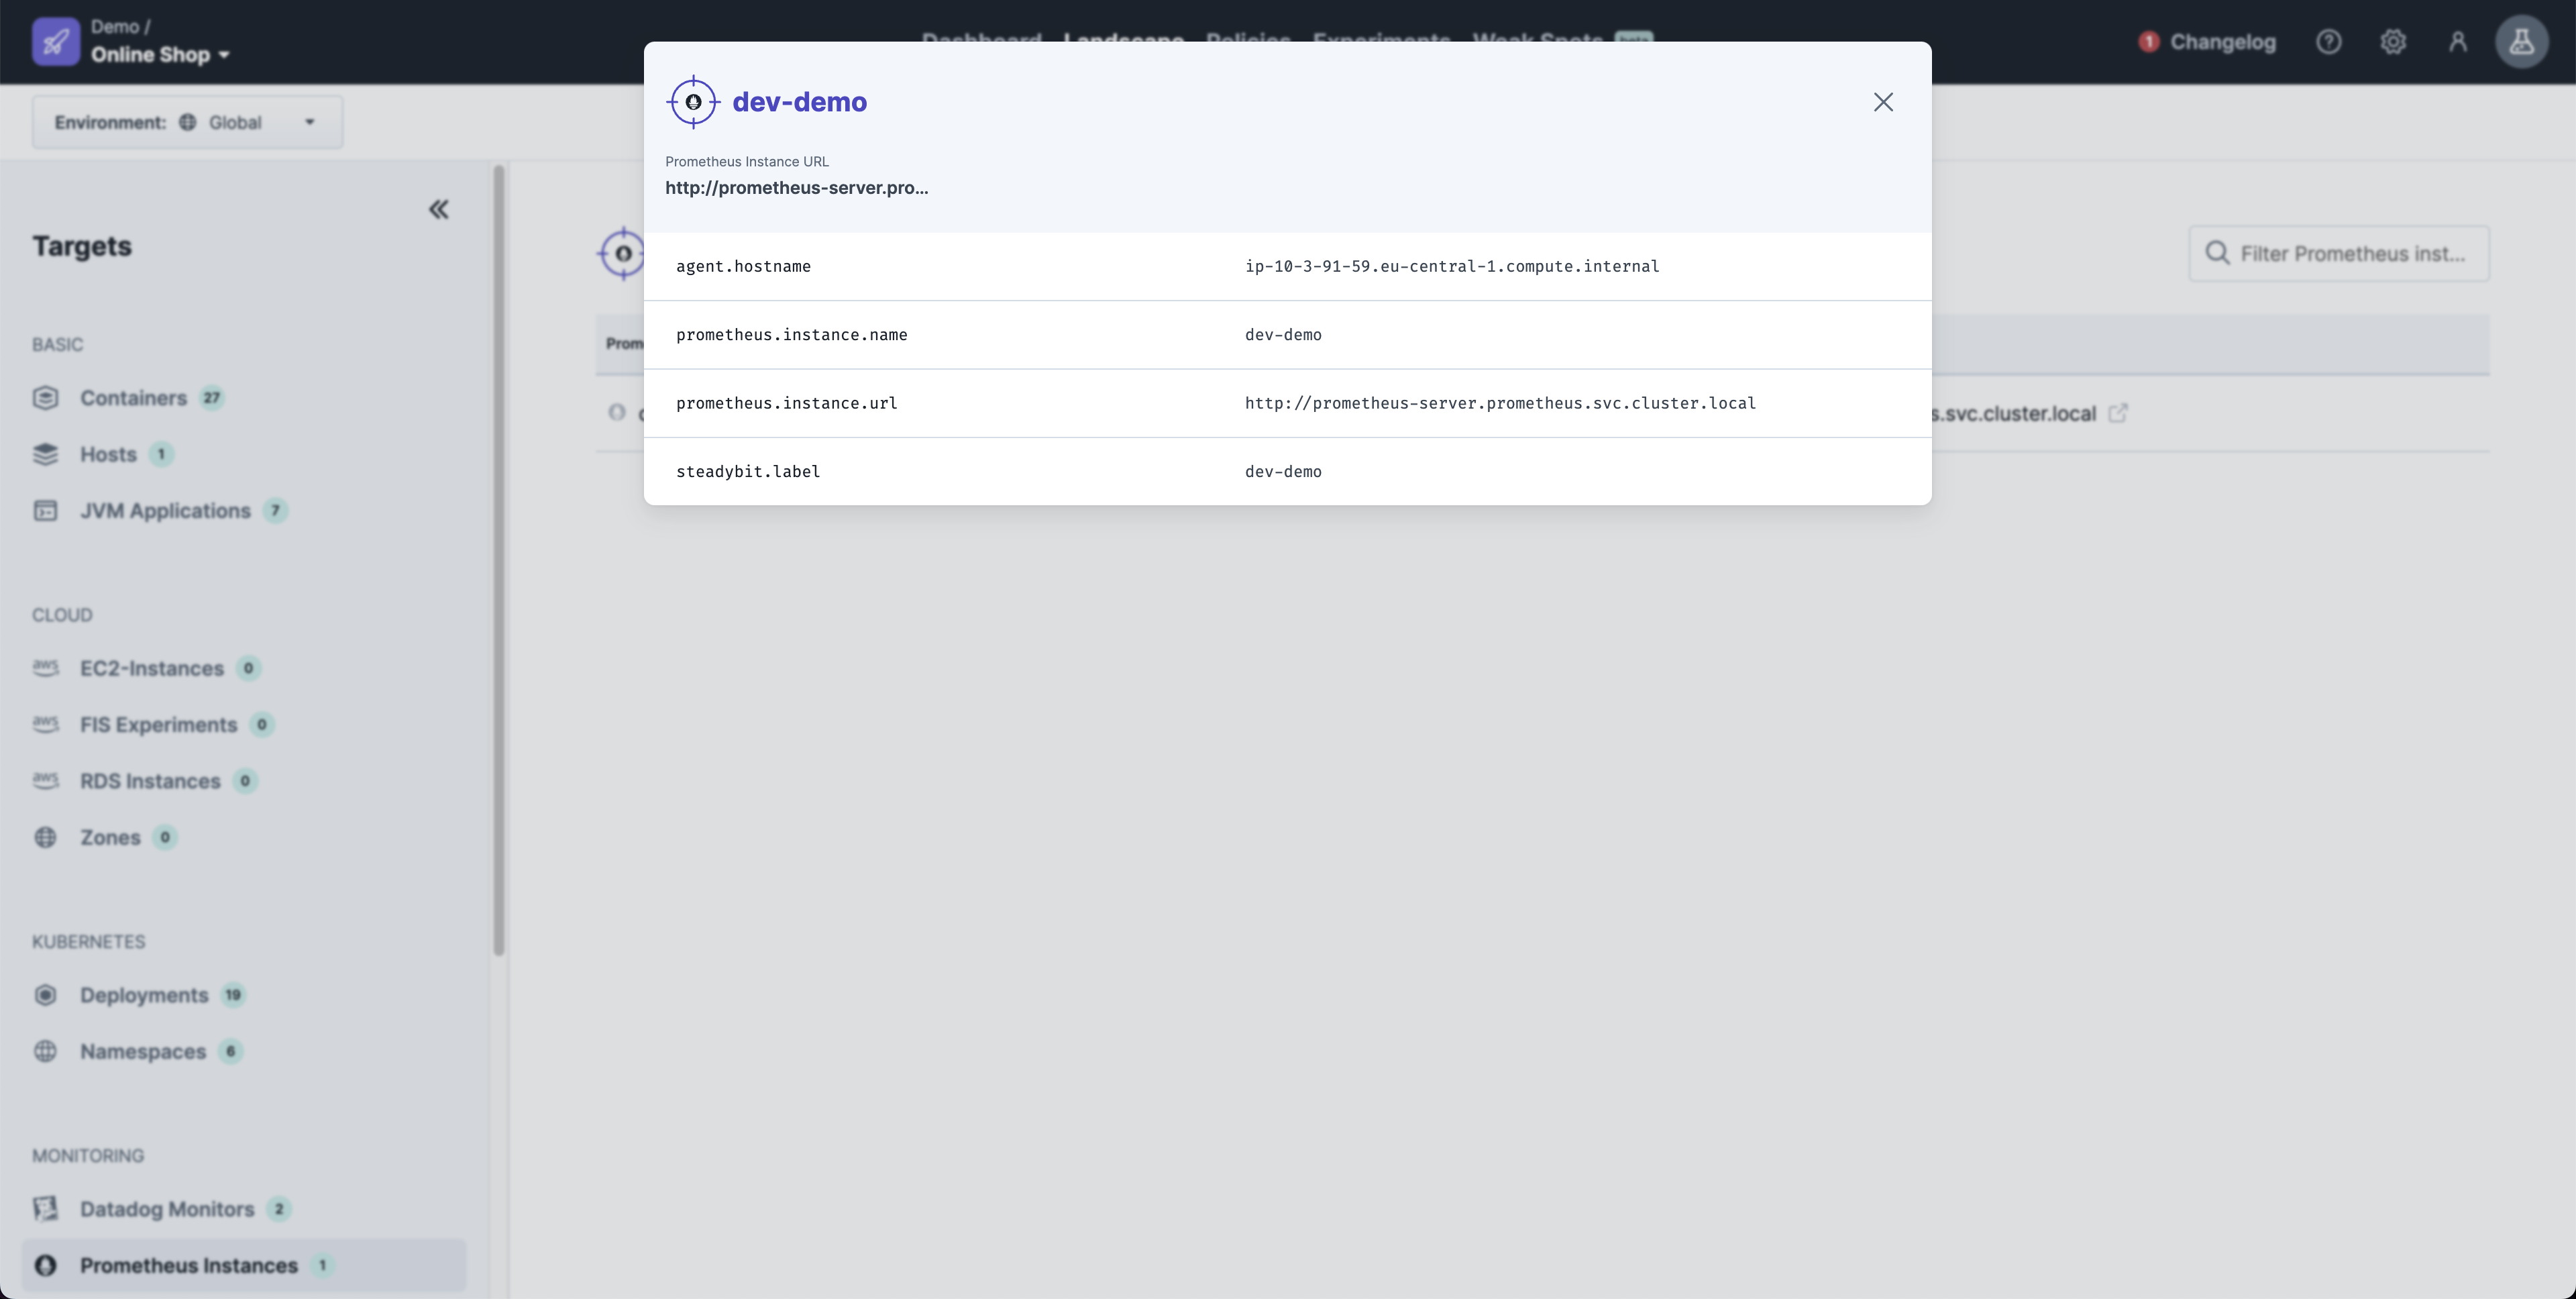 Demo /
Online Shop
Dashboard Landscape Policies Experiments Weak Spots beta
1 Changelog
Environment: Global
Targets
BASIC
Containers 27
Hosts 1
JVM Applications 7
CLOUD
aws EC2-Instances 0
aws FIS Experiments 0
aws RDS Instances 0
Zones 0
KUBERNETES
Deployments 19
Namespaces 6
MONITORING
Datadog Monitors 2
Prometheus Instances 1
dev-demo
Prometheus Instance URL
http://prometheus-server.pro...
agent.hostname ip-10-3-91-59.eu-central-1.compute.internal
prometheus.instance.name dev-demo
prometheus.instance.url http://prometheus-server.prometheus.svc.cluster.local
steadybit.label dev-demo
Filter Prometheus inst...
Prom
s.svc.cluster.local